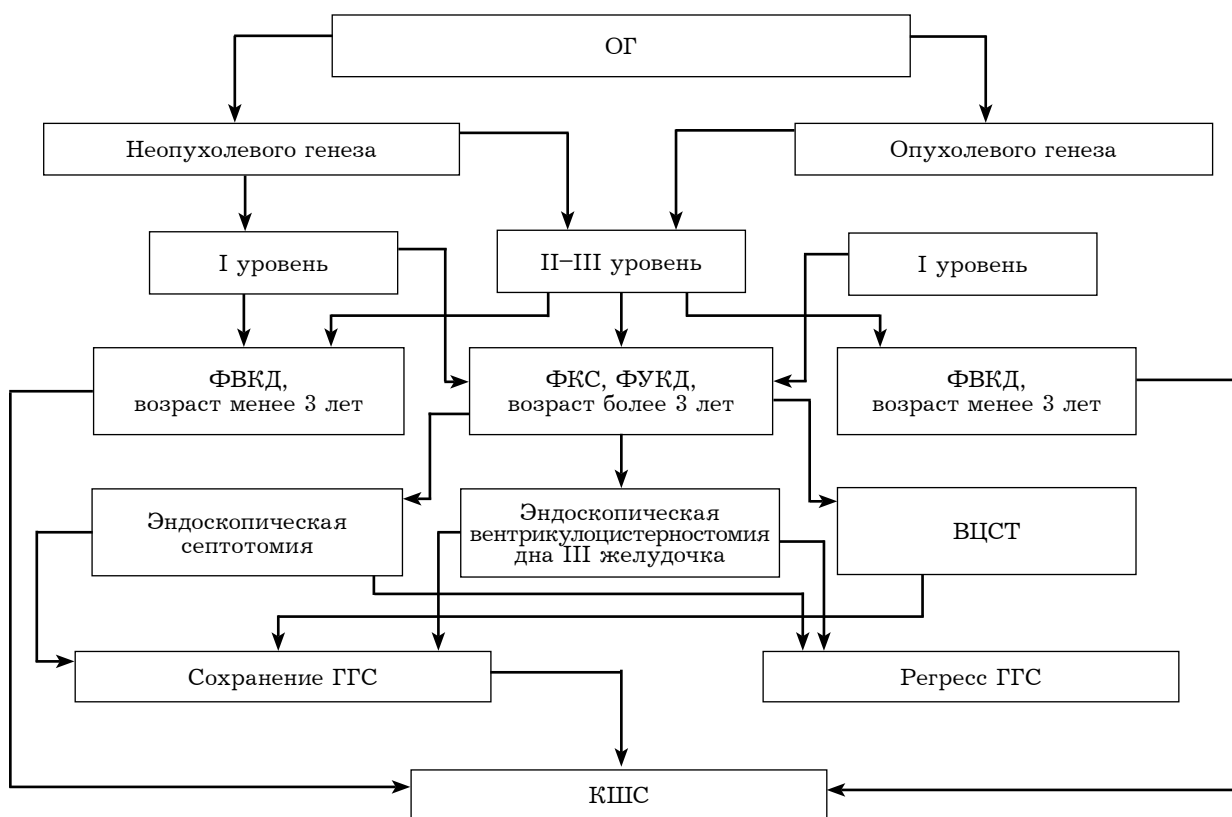 ОГ
Неопухолевого генеза
Опухолевого генеза
I уровень
II–III уровень
I уровень
ФВКД,
возраст менее 3 лет
ФКС, ФУКД,
возраст более 3 лет
ФВКД,
возраст менее 3 лет
Эндоскопическая
септотомия
Эндоскопическая
вентрикулоцистерностомия
дна III желудочка
ВЦСТ
Сохранение ГГС
Регресс ГГС
КШС